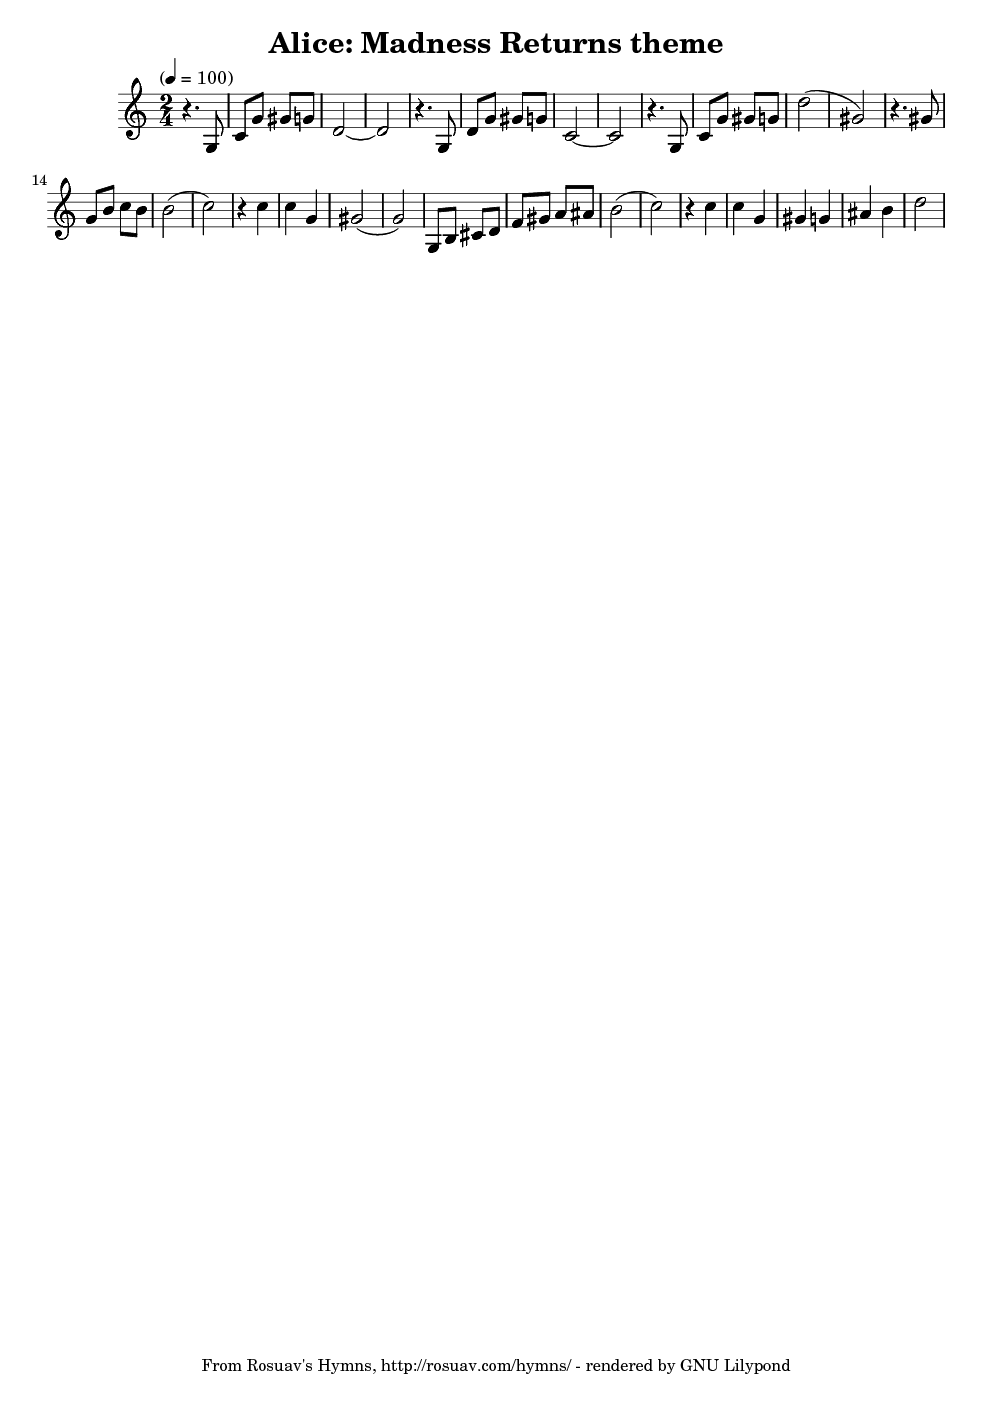 Alice: Madness Returns theme
(♩ = 100)
2
4
14
From Rosuav's Hymns, http://rosuav.com/hymns/ - rendered by GNU Lilypond